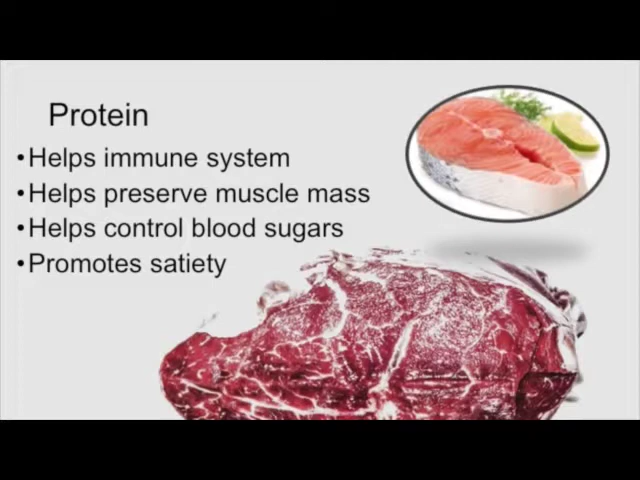 Protein
•Helps immune system
•Helps preserve muscle mass
•Helps control blood sugars
•Promotes satiety